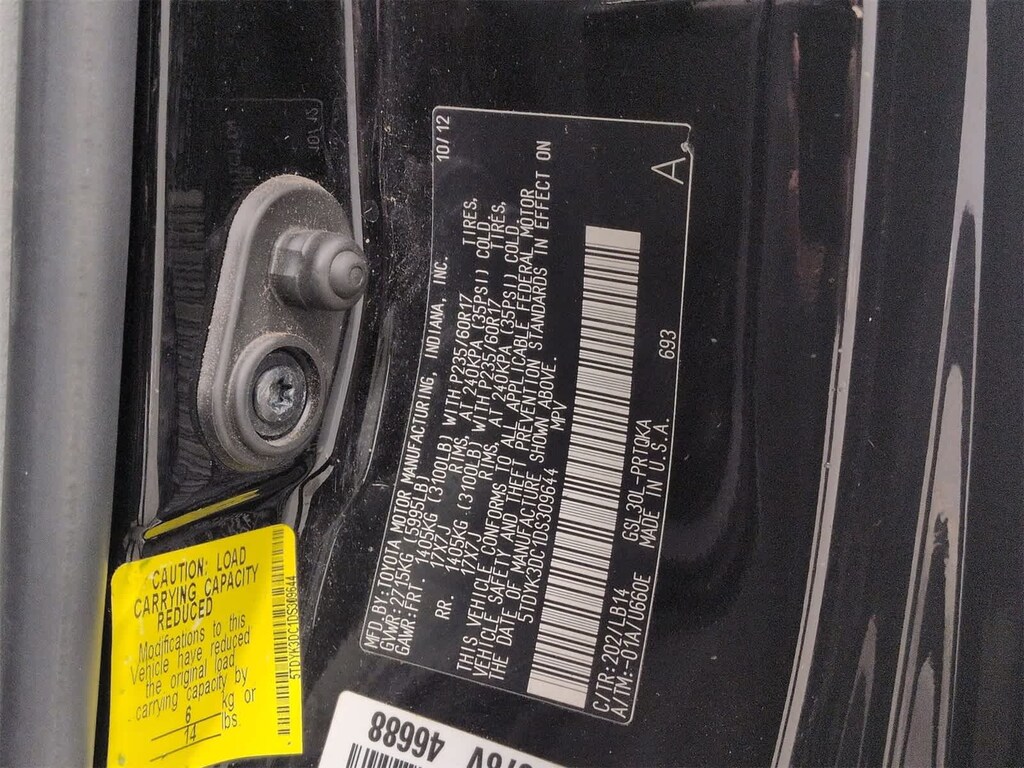 MFD.BY:TOYOTA MOTOR MANUFACTURING, INDIANA, INC. 10/12
GVWR:2715KG (5995LB)
GAWR:FRT. 1405KG (3100LB) WITH P235/60R17 TIRES,
17X7J RIMS, AT 240KPA (35PSI) COLD
RR. 1405KG (3100LB) WITH P235/60R17 TIRES,
17X7J RIMS, AT 240KPA (35PSI) COLD.
THIS VEHICLE CONFORMS TO ALL APPLICABLE FEDERAL MOTOR
VEHICLE SAFETY AND THEFT PREVENTION STANDARDS IN EFFECT ON
THE DATE OF MANUFACTURE SHOWN ABOVE.
5TDYK3DC1DS309644 MPV
C/TR:202/LB14 GSL30L-PRTQKA 693
A/TM:-01A/U660E MADE IN U.S.A. A
CAUTION: LOAD
CARRYING CAPACITY
REDUCED
Modifications to this
Vehicle have reduced
the original load
carrying capacity by
6 kg or
14 lbs.
5TDYK3DC1DS309644
46688